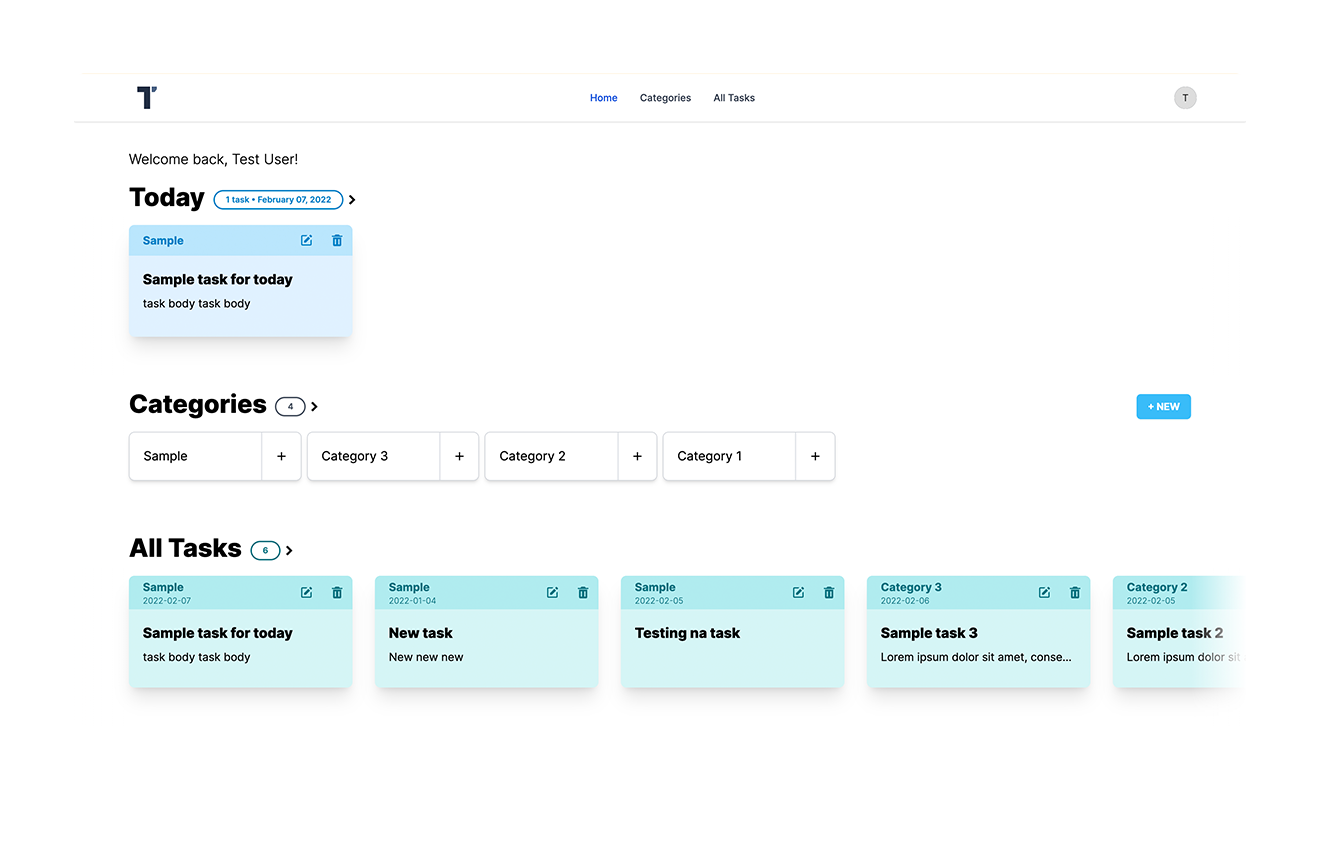 T
Home Categories All Tasks
T
Welcome back, Test User!
Today 1 task • February 07, 2022
Sample
Sample task for today
task body task body
Categories 4
+ NEW
Sample + Category 3 + Category 2 + Category 1 +
All Tasks 6
Sample
2022-02-07
Sample task for today
task body task body
Sample
2022-01-04
New task
New new new
Sample
2022-02-05
Testing na task
Category 3
2022-02-06
Sample task 3
Lorem ipsum dolor sit amet, conse...
Category 2
2022-02-05
Sample task 2
Lorem ipsum dolor sit